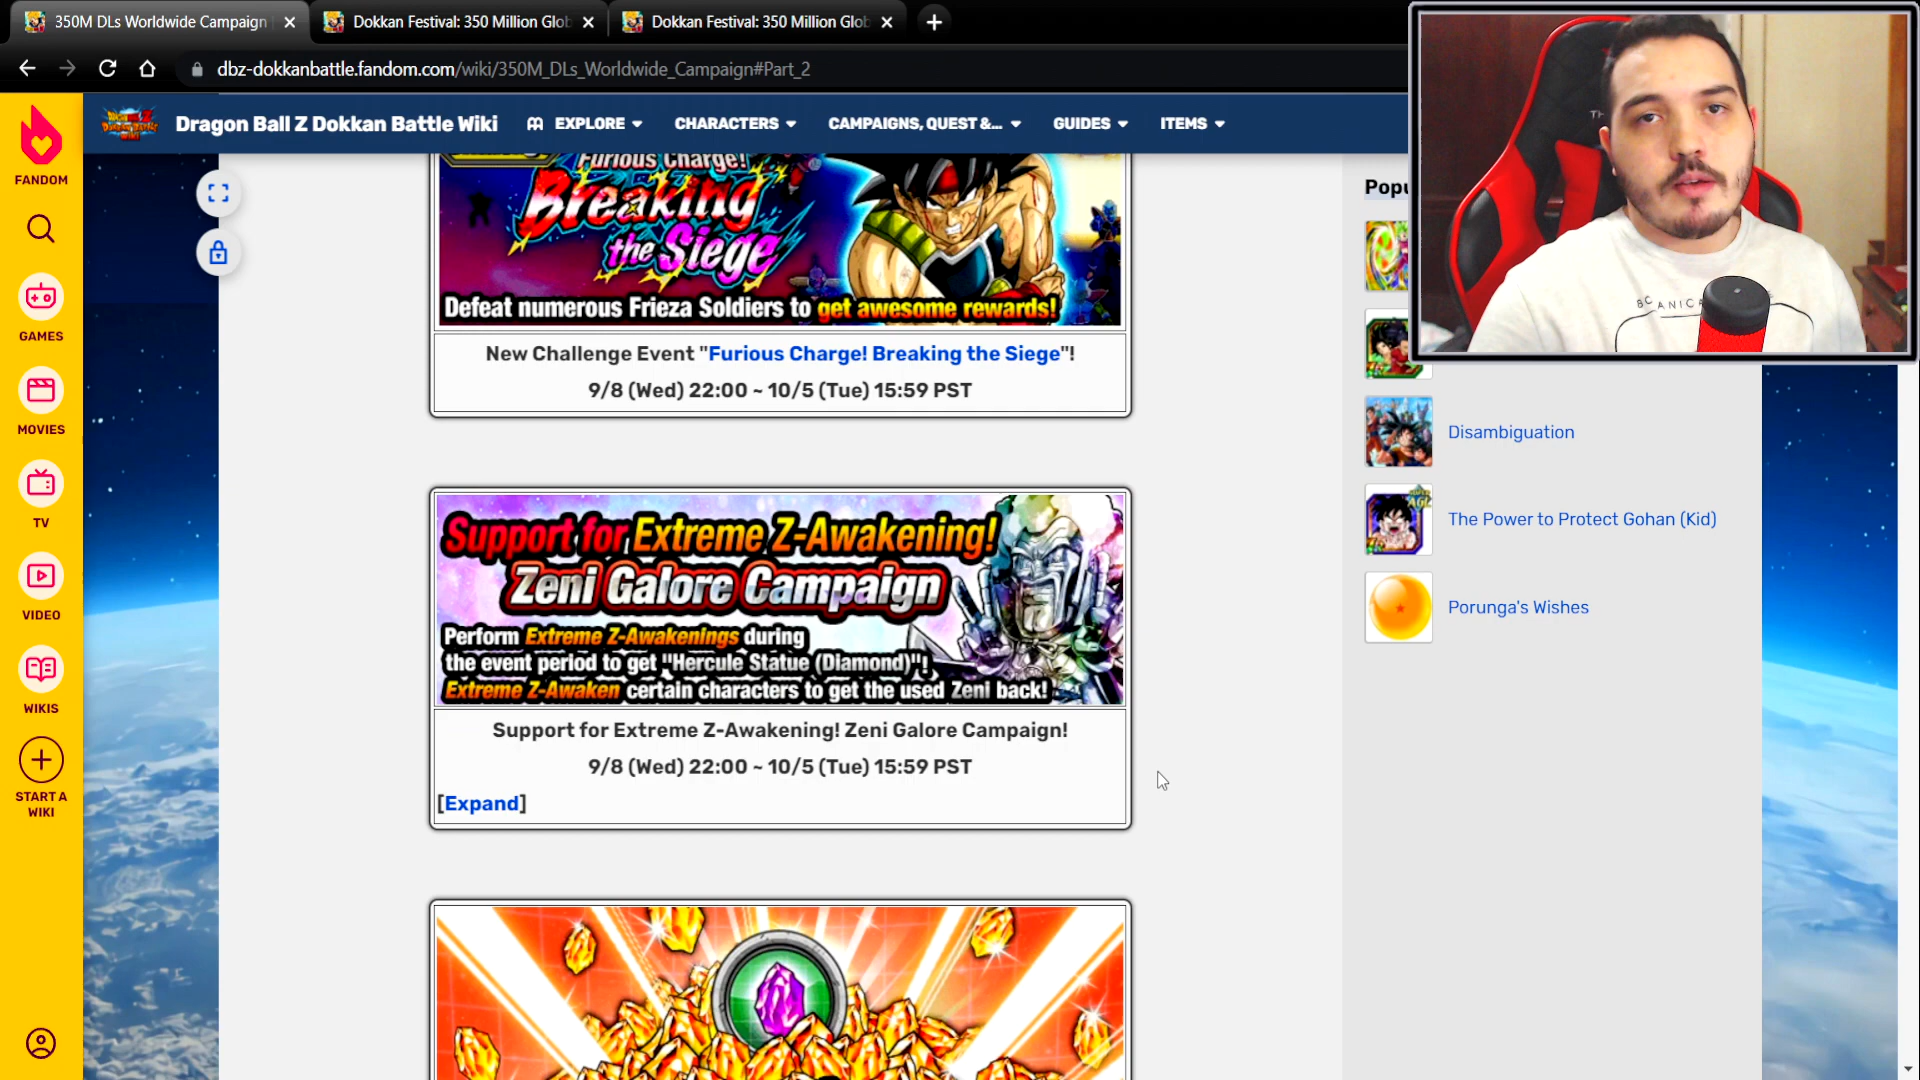 350M DLs Worldwide Campaign
Dokkan Festival: 350 Million Glob
Dokkan Festival: 350 Million Glob
dbz-dokkanbattle.fandom.com/wiki/350M_DLs_Worldwide_Campaign#Part_2
Dragon Ball Z Dokkan Battle Wiki
EXPLORE
CHARACTERS
CAMPAIGNS, QUEST &...
GUIDES
ITEMS
FANDOM
GAMES
MOVIES
TV
VIDEO
WIKIS
START A
WIKI
Furious Charge!
Breaking
the Siege
Defeat numerous Frieza Soldiers to get awesome rewards!
New Challenge Event "Furious Charge! Breaking the Siege"!
9/8 (Wed) 22:00 ~ 10/5 (Tue) 15:59 PST
Support for Extreme Z-Awakening!
Zeni Galore Campaign
Perform Extreme Z-Awakenings during
the event period to get "Hercule Statue (Diamond)"!
Extreme Z-Awaken certain characters to get the used Zeni back!
Support for Extreme Z-Awakening! Zeni Galore Campaign!
9/8 (Wed) 22:00 ~ 10/5 (Tue) 15:59 PST
[Expand]
Popu
Disambiguation
The Power to Protect Gohan (Kid)
Porunga's Wishes